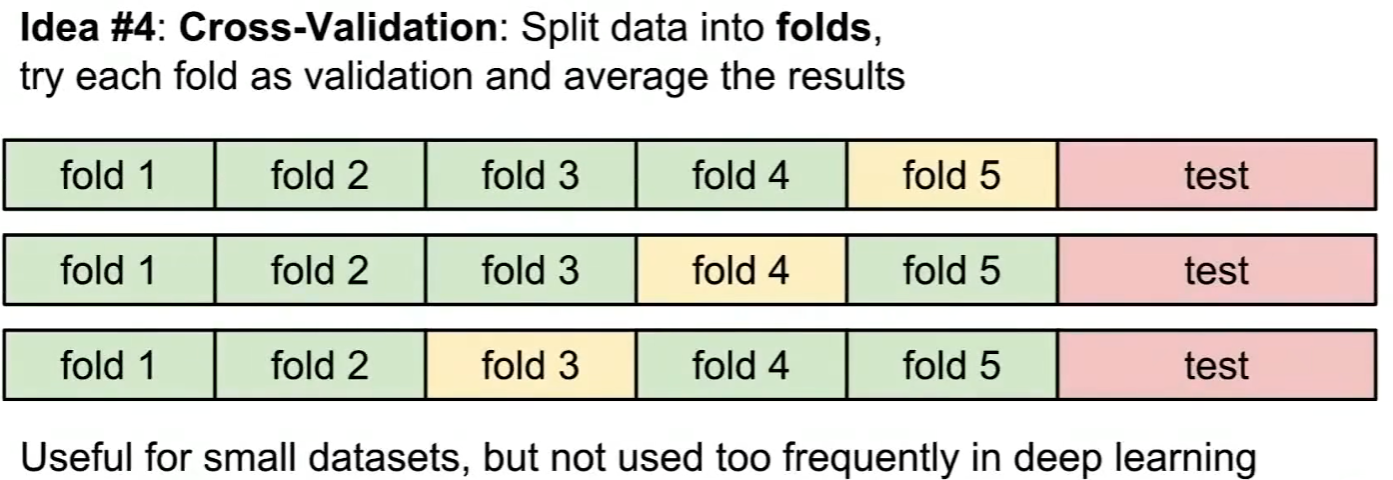 Idea #4: Cross-Validation: Split data into folds,
try each fold as validation and average the results
fold 1 fold 2 fold 3 fold 4 fold 5 test
fold 1 fold 2 fold 3 fold 4 fold 5 test
fold 1 fold 2 fold 3 fold 4 fold 5 test
Useful for small datasets, but not used too frequently in deep learning